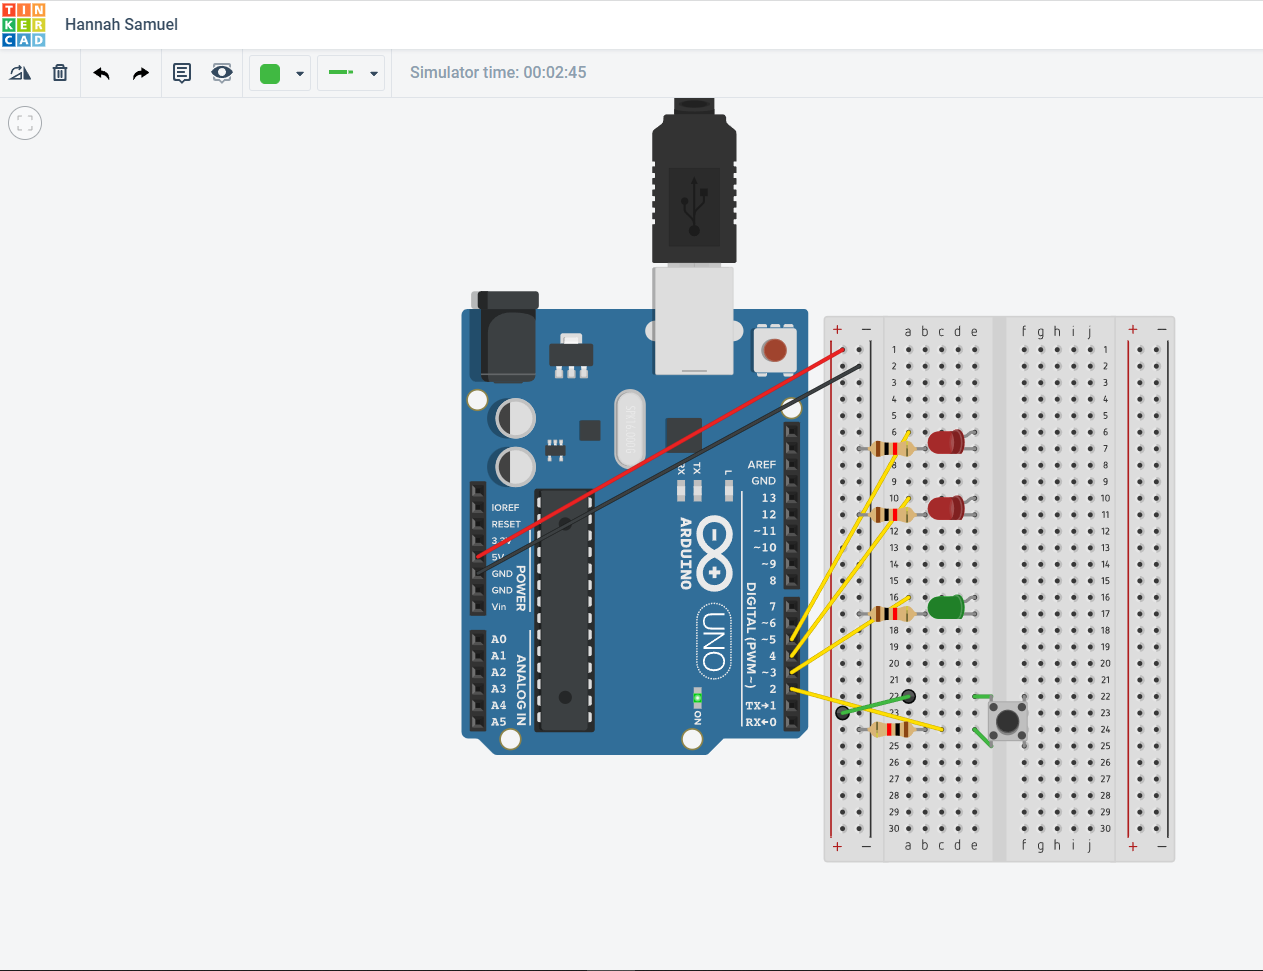 TIN
KER
CAD
Hannah Samuel
Simulator time: 00:02:45
+ − a b c d e f g h i j + −
1 1
2 2
3 3
4 4
5 5
6 6
7
8 8
9 9
10 10
11
12 12
13 13
14 14
15 15
16 16
17
18 18
19 19
20 20
21 21
22 22
23 23
24
25 25
26 26
27 27
28 28
29 29
30 30
+ − a b c d e f g h i j + −
RX TX L
AREF
GND
13
12
~11
~10
~9
8
7
~6
~5
4
~3
2
TX→1
RX←0
DIGITAL (PWM~)
ARDUINO
UNO
ON
IOREF
RESET
3.3V
5V
GND
GND
Vin
POWER
A0
A1
A2
A3
A4
A5
ANALOG IN